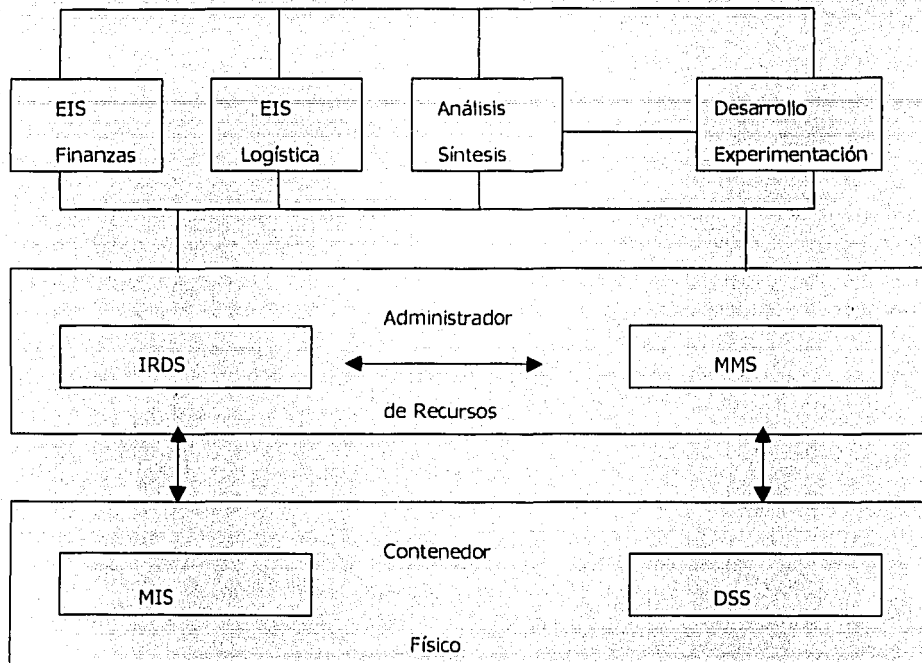 EIS
Finanzas
EIS
Logística
Análisis
Síntesis
Desarrollo
Experimentación
Administrador
IRDS
MMS
de Recursos
Contenedor
MIS
DSS
Físico